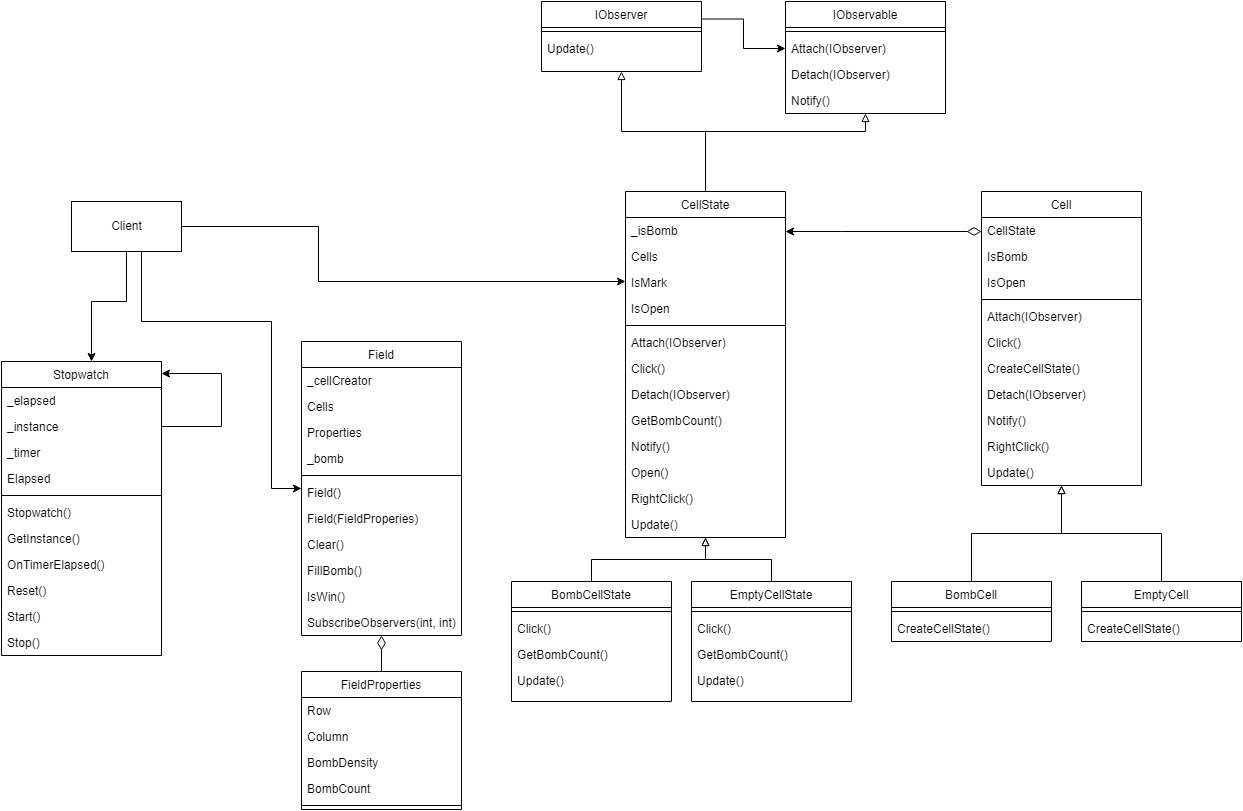 IObserver
Update()
IObservable
Attach(IObserver)
Detach(IObserver)
Notify()
Client
CellState
_isBomb
Cells
IsMark
IsOpen
Attach(IObserver)
Click()
Detach(IObserver)
GetBombCount()
Notify()
Open()
RightClick()
Update()
Cell
CellState
IsBomb
IsOpen
Attach(IObserver)
Click()
CreateCellState()
Detach(IObserver)
Notify()
RightClick()
Update()
Stopwatch
_elapsed
_instance
_timer
Elapsed
Stopwatch()
GetInstance()
OnTimerElapsed()
Reset()
Start()
Stop()
Field
_cellCreator
Cells
Properties
_bomb
Field()
Field(FieldProperies)
Clear()
FillBomb()
IsWin()
SubscribeObservers(int, int)
FieldProperties
Row
Column
BombDensity
BombCount
BombCellState
Click()
GetBombCount()
Update()
EmptyCellState
Click()
GetBombCount()
Update()
BombCell
CreateCellState()
EmptyCell
CreateCellState()